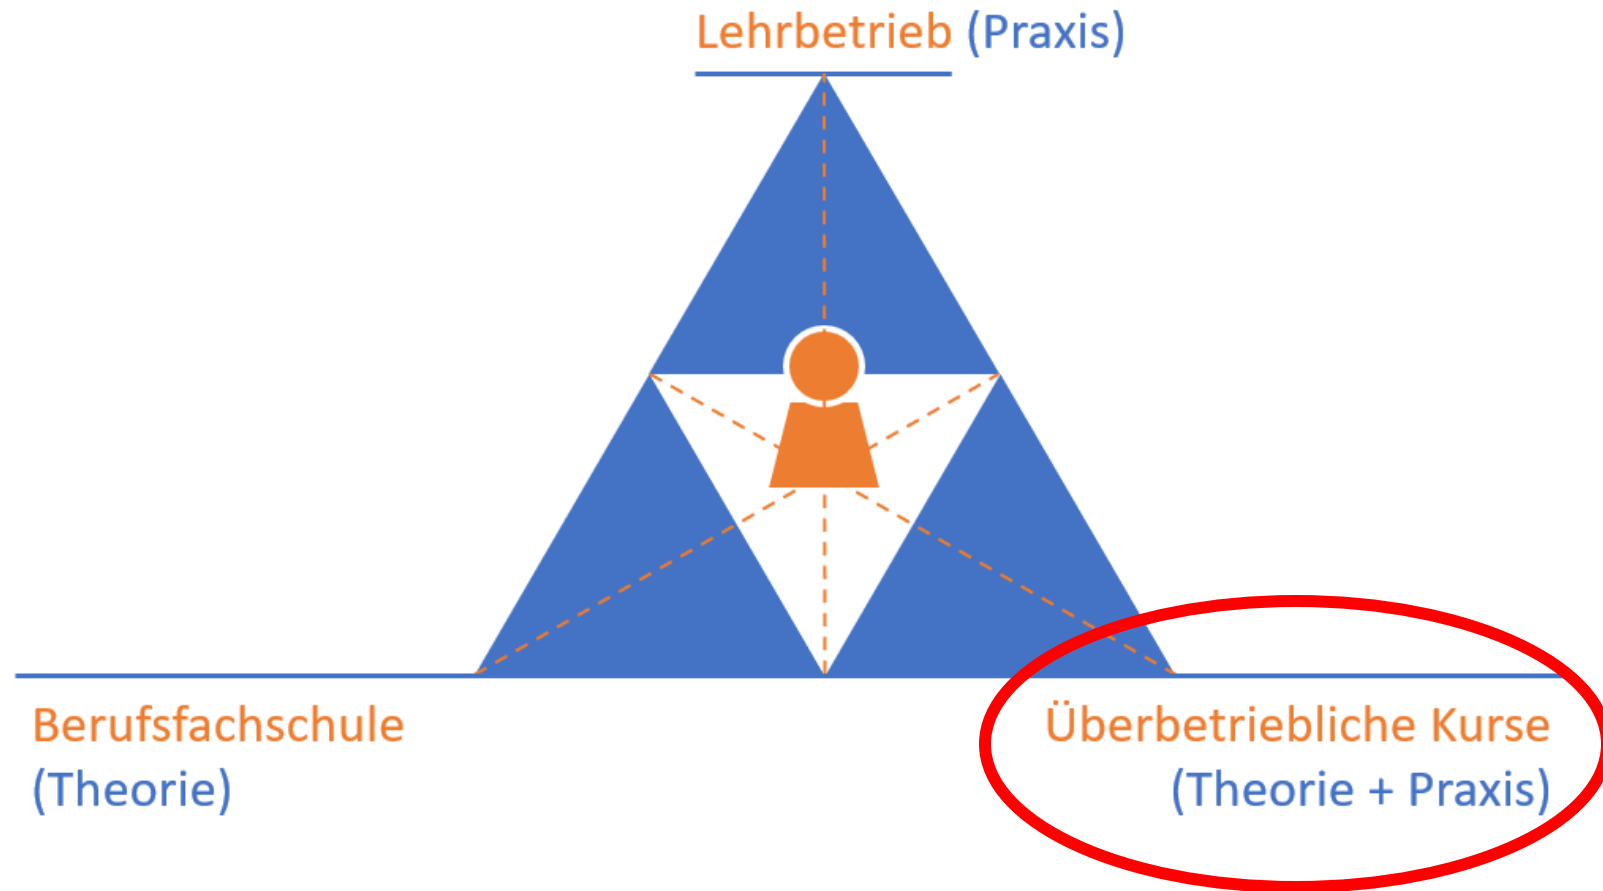 Lehrbetrieb (Praxis)
Berufsfachschule
(Theorie)
Überbetriebliche Kurse
(Theorie + Praxis)